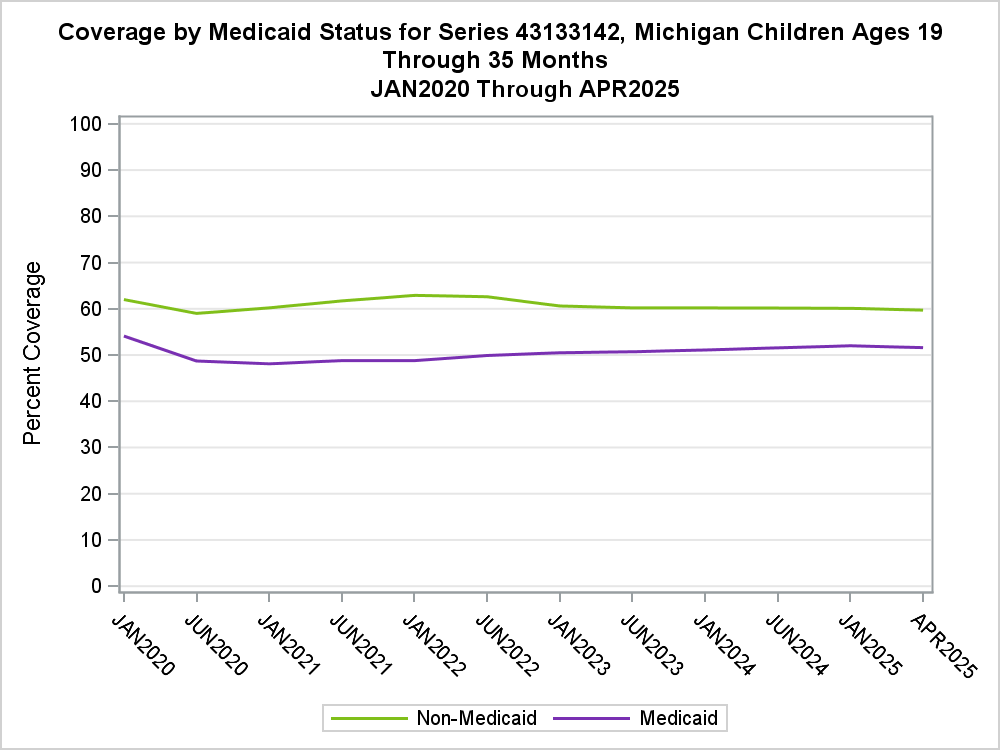 Coverage by Medicaid Status for Series 43133142, Michigan Children Ages 19
Through 35 Months
JAN2020 Through APR2025
Percent Coverage
100
90
80
70
60
50
40
30
20
10
0
JAN2020
JUN2020
JAN2021
JUN2021
JAN2022
JUN2022
JAN2023
JUN2023
JAN2024
JUN2024
JAN2025
APR2025
Non-Medicaid
Medicaid